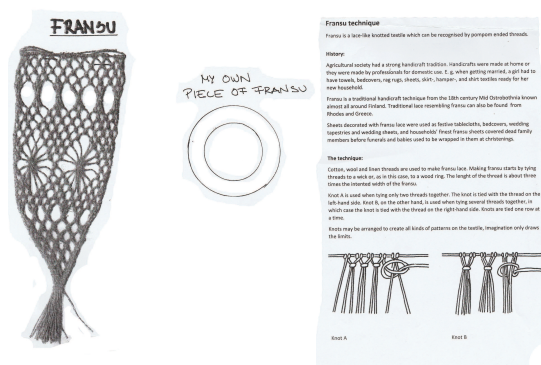 FRANSU
MY OWN
PIELE OF FRANSU
Fransu technique
Fransu is a lace-like knotted textile which can be recognised by pompom ended threads.
History:
Agricultural society had a strong handicraft tradition. Handicrafts were made at home or
they were made by professionals for domestic use. E. g. when getting married, a girl had to
have towels, bedcovers, rag rugs, sheets, skirt-, hamper-, and shirt textiles ready for her
new household.
Fransu is a traditional handicraft technique from the 18th century Mid Ostrobothnia known
almost all around Finland. Traditional lace resembling fransu can also be found from
Rhodes and Greece.
Sheets decorated with fransu lace were used as festive tablecloths, bedcovers, wedding
tapestries and wedding sheets, and households' finest fransu sheets covered dead family
members before funerals and babies used to be wrapped in them at christenings.
The technique:
Cotton, wool and linen threads are used to make fransu lace. Making fransu starts by tying
threads to a wick or, as in this case, to a wood ring. The lenght of the thread is about three
times the intented width of the fransu.
Knot A is used when tying only two threads together. The knot is tied with the thread on the
left-hand side. Knot B, on the other hand, is used when tying several threads together, in
which case the knot is tied with the thread on the right-hand side. Knots are tied one row at
a time.
Knots may be arranged to create all kinds of patterns on the textile, Imagination only draws
the limits.
Knot A
Knot B